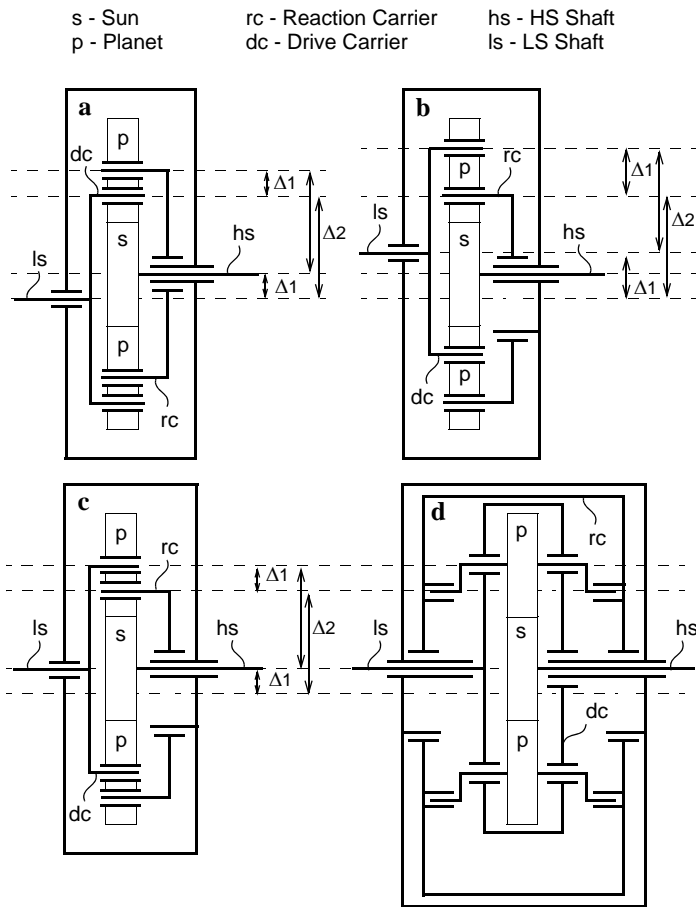 s - Sun
rc - Reaction Carrier
hs - HS Shaft
p - Planet
dc - Drive Carrier
ls - LS Shaft
a
p
dc
Δ1
s
hs
Δ2
ls
Δ1
p
rc
b
p
rc
Δ1
ls
s
hs
Δ2
Δ1
dc
p
c
p
rc
Δ1
ls
s
hs
Δ2
Δ1
p
dc
d
p
rc
ls
s
hs
dc
p